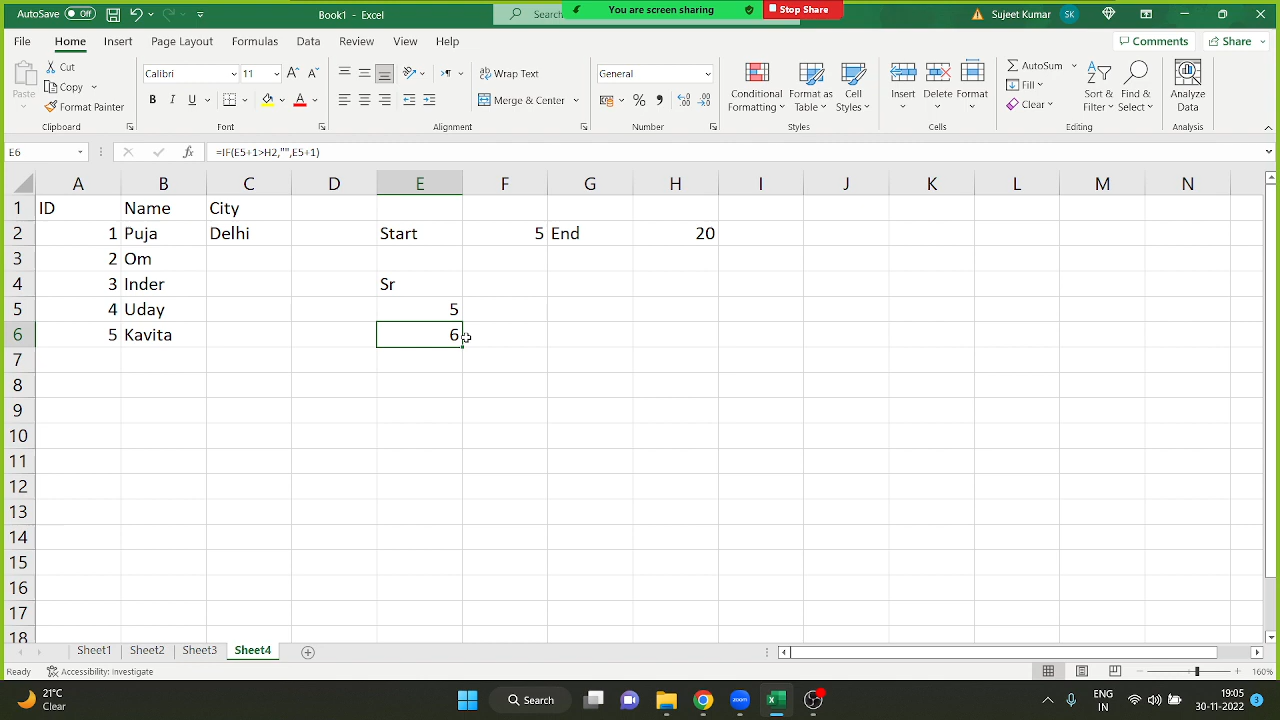 AutoSave Off Book1 - Excel Search You are screen sharing Stop Share Sujeet Kumar SK
File Home Insert Draw Page Layout Formulas Data Review View Help Comments Share
Paste Cut Copy Format Painter Clipboard
Calibri 11 B I U A Font
Wrap Text Merge & Center Alignment
General % Number
Conditional Formatting Format as Table Cell Styles Styles
Insert Delete Format Cells
AutoSum Fill Clear Sort & Filter Find & Select Editing
Analyze Data Analysis
E6 fx =IF(E5+1>H2,"",E5+1)
A B C D E F G H I J K L M N
1 ID Name City
2 1 Puja Delhi Start 5 End 20
3 2 Om
4 3 Inder Sr
5 4 Uday 5
6 5 Kavita 6
7
8
9
10
11
12
13
14
15
16
17
18
Sheet1 Sheet2 Sheet3 Sheet4
Ready Accessibility: Investigate 160%
21°C Clear Search zoom ENG IN 19:05 30-11-2022 3